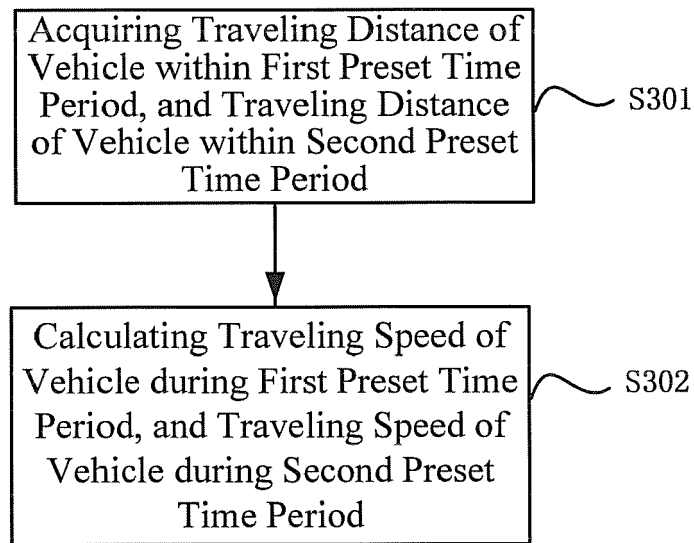 Acquiring Traveling Distance of
Vehicle within First Preset Time
Period, and Traveling Distance
of Vehicle within Second Preset
Time Period
S301
Calculating Traveling Speed of
Vehicle during First Preset Time
Period, and Traveling Speed of
Vehicle during Second Preset
Time Period
S302